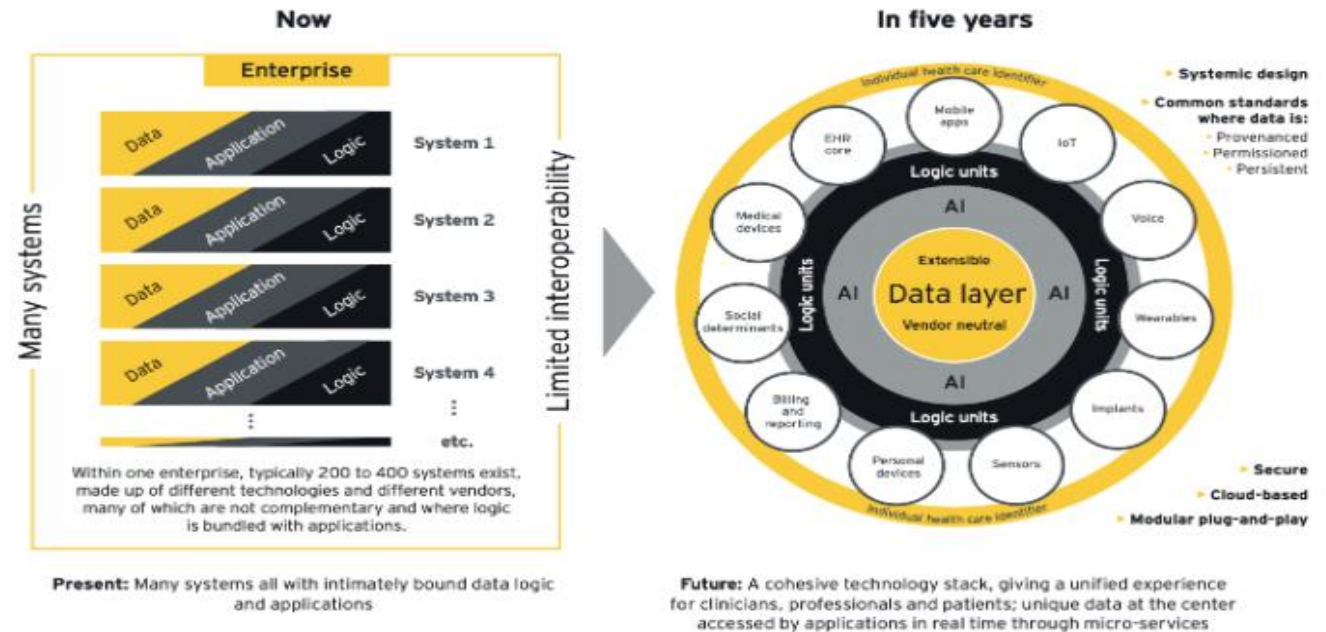 Now
Enterprise
Many systems
Limited interoperability
Data Application Logic System 1
Data Application Logic System 2
Data Application Logic System 3
Data Application Logic System 4
etc.
Within one enterprise, typically 200 to 400 systems exist,
made up of different technologies and different vendors,
many of which are not complementary and where logic
is bundled with applications.
Present: Many systems all with intimately bound data logic
and applications
In five years
Individual health care identifier
Mobile
apps
IoT
Voice
Wearables
Implants
Sensors
Personal
devices
Billing
and
reporting
Social
determinants
Medical
devices
EHR
core
Logic units
AI
Logic units
AI
Extensible
Data layer
Vendor neutral
AI
Logic units
AI
Logic units
Individual health care identifier
Systemic design
Common standards
where data is:
Provenanced
Permissioned
Persistent
Secure
Cloud-based
Modular plug-and-play
Future: A cohesive technology stack, giving a unified experience
for clinicians, professionals and patients; unique data at the center
accessed by applications in real time through micro-services